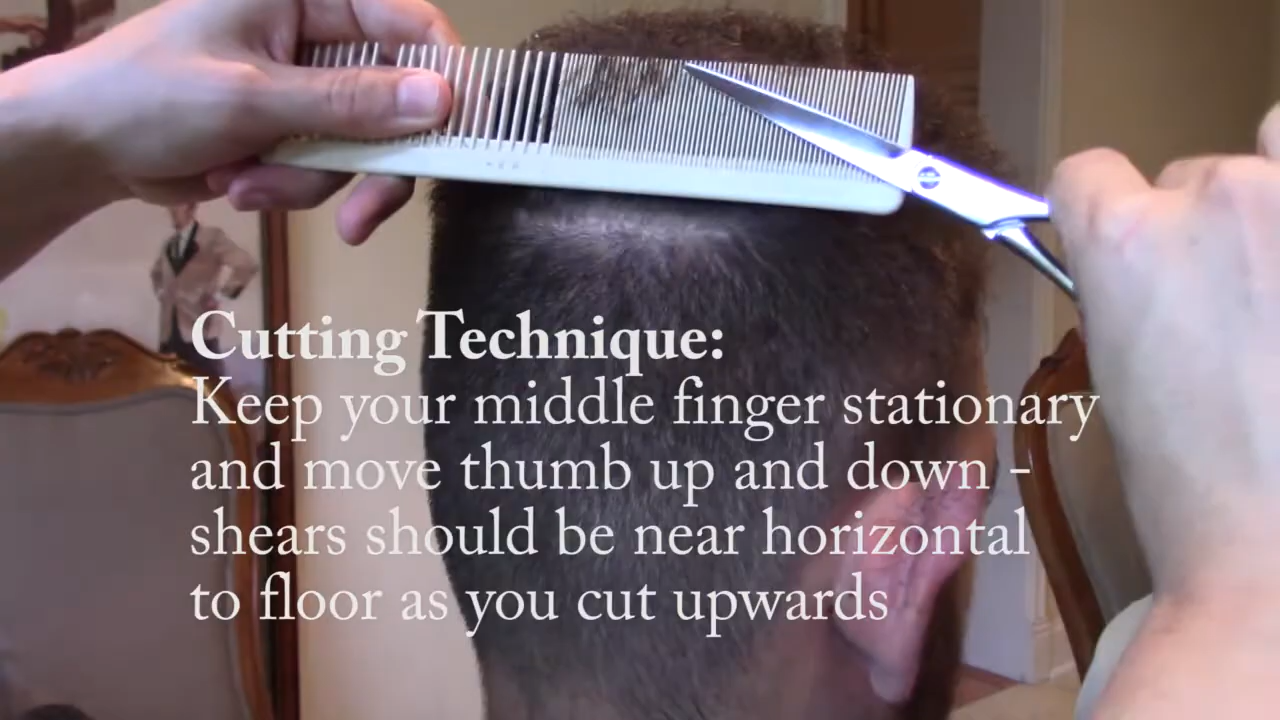 Cutting Technique:
Keep your middle finger stationary
and move thumb up and down -
shears should be near horizontal
to floor as you cut upwards